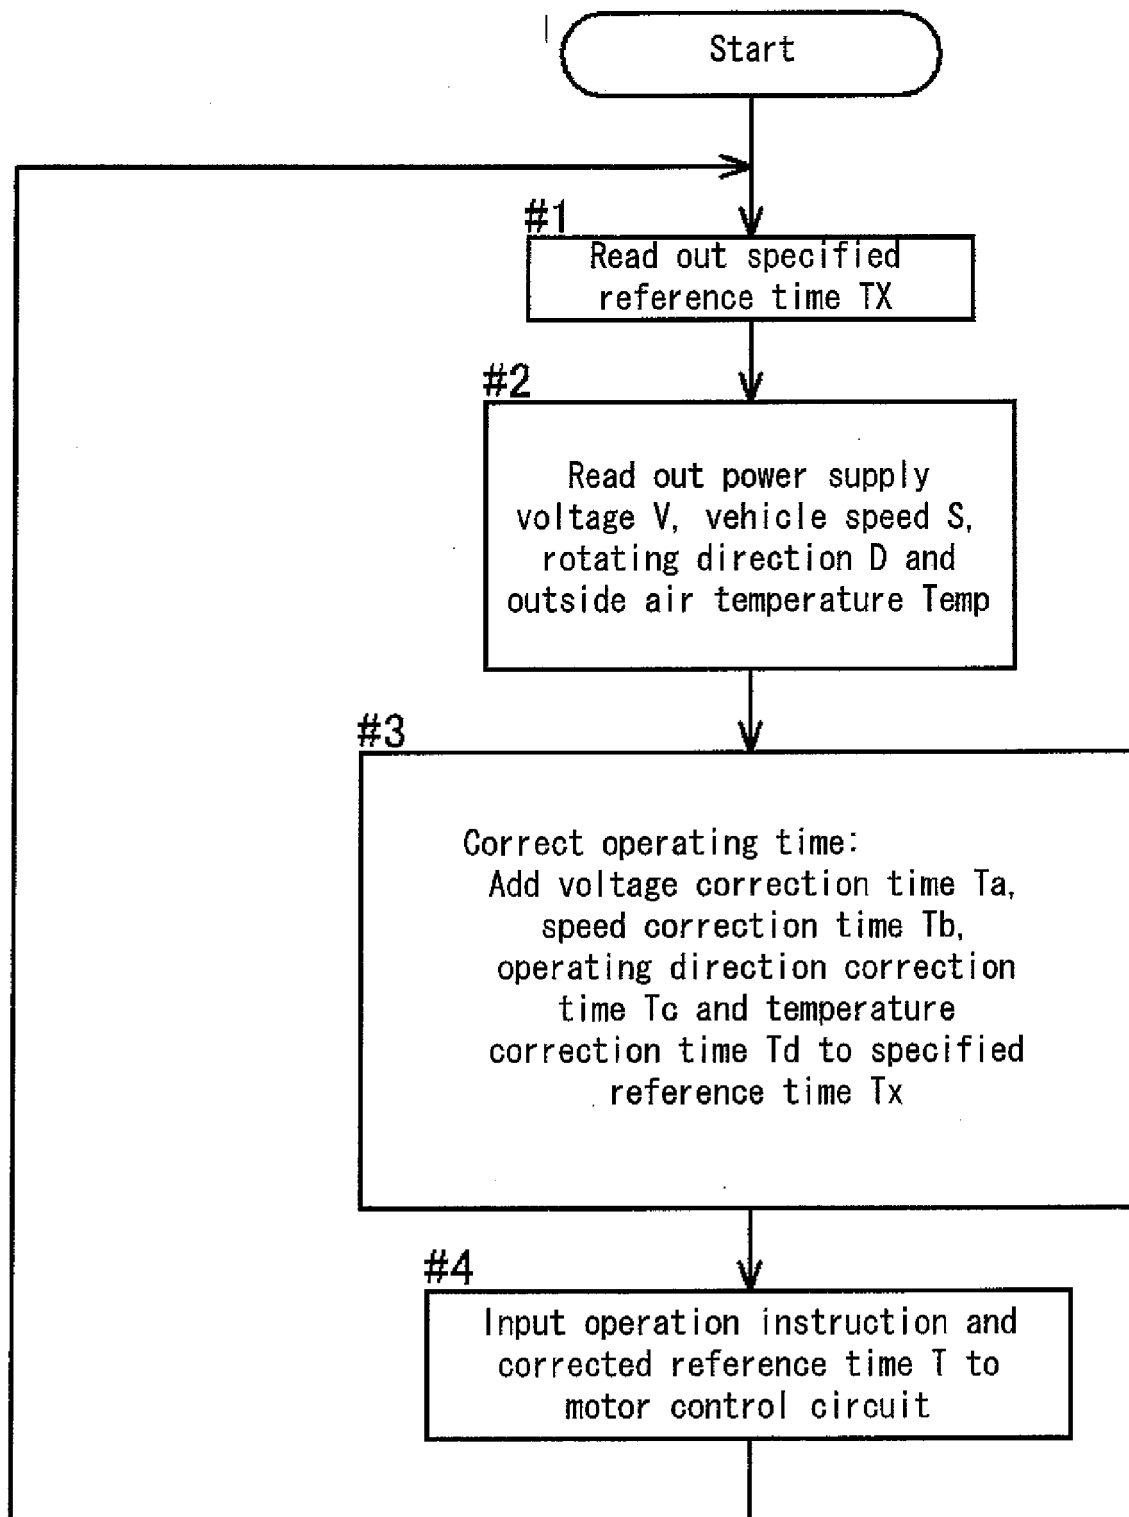 Start
#1
Read out specified
reference time TX
#2
Read out power supply
voltage V, vehicle speed S,
rotating direction D and
outside air temperature Temp
#3
Correct operating time:
Add voltage correction time Ta,
speed correction time Tb,
operating direction correction
time Tc and temperature
correction time Td to specified
reference time Tx
#4
Input operation instruction and
corrected reference time T to
motor control circuit